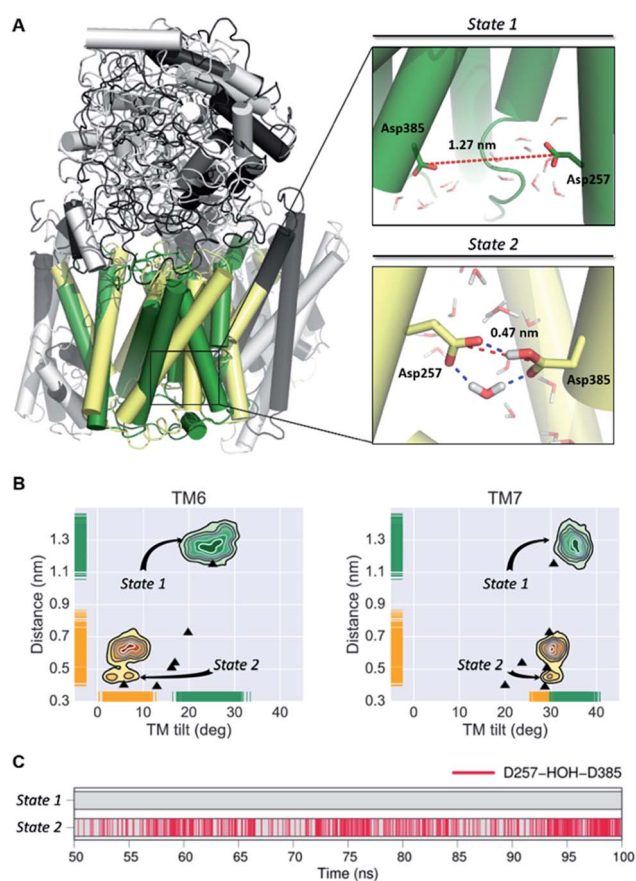 A
State 1
Asp385
1.27 nm
Asp257
State 2
0.47 nm
Asp257
Asp385
B
TM6
TM7
Distance (nm)
1.3
1.1
0.9
0.7
0.5
0.3
State 1
State 2
0 10 20 30 40
TM tilt (deg)
Distance (nm)
1.3
1.1
0.9
0.7
0.5
0.3
State 1
State 2
0 10 20 30 40
TM tilt (deg)
C
D257–HOH–D385
State 1
State 2
50 55 60 65 70 75 80 85 90 95 100
Time (ns)